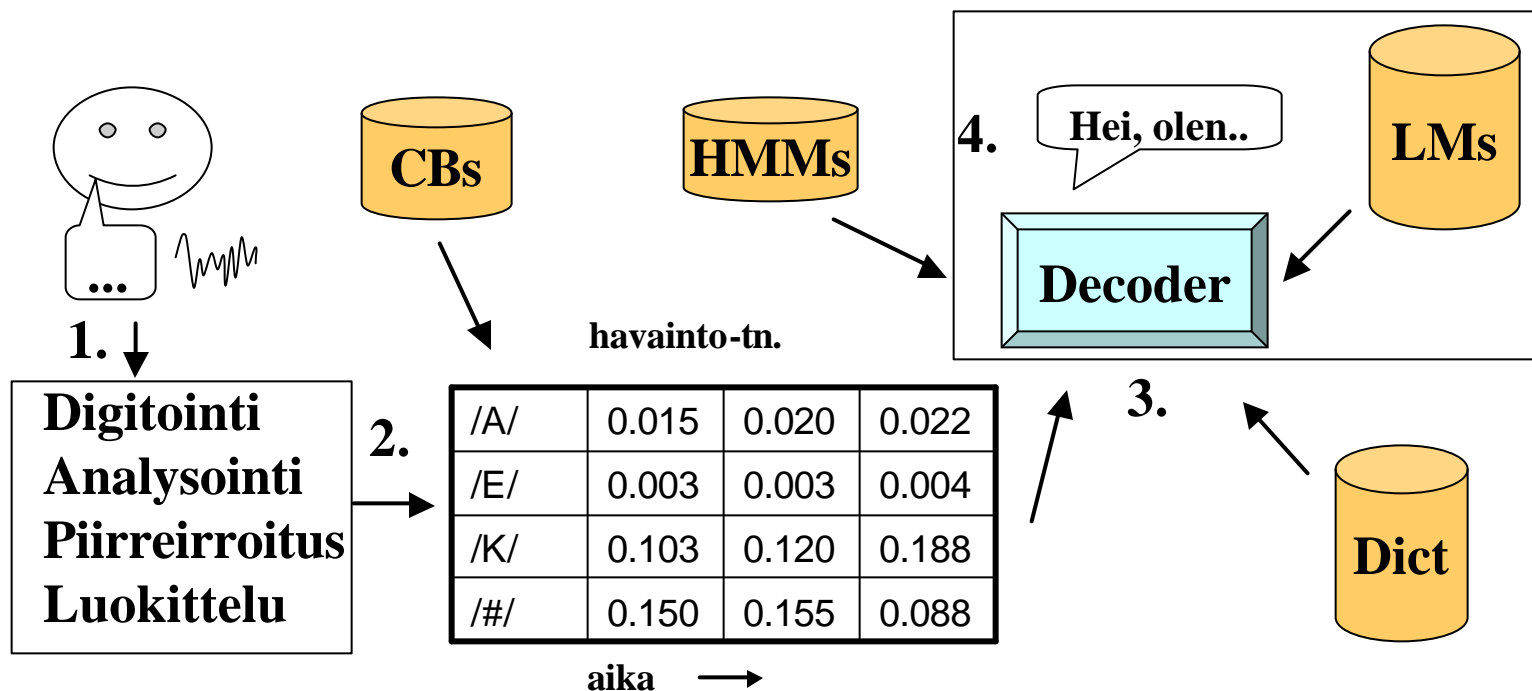 CBs
HMMs
4.
Hei, olen..
LMs
...
Decoder
1.
havainto-tn.
3.
Digitointi
Analysointi
Piirreirroitus
Luokittelu
2.
/A/ 0.015 0.020 0.022
/E/ 0.003 0.003 0.004
/K/ 0.103 0.120 0.188
/#/ 0.150 0.155 0.088
Dict
aika